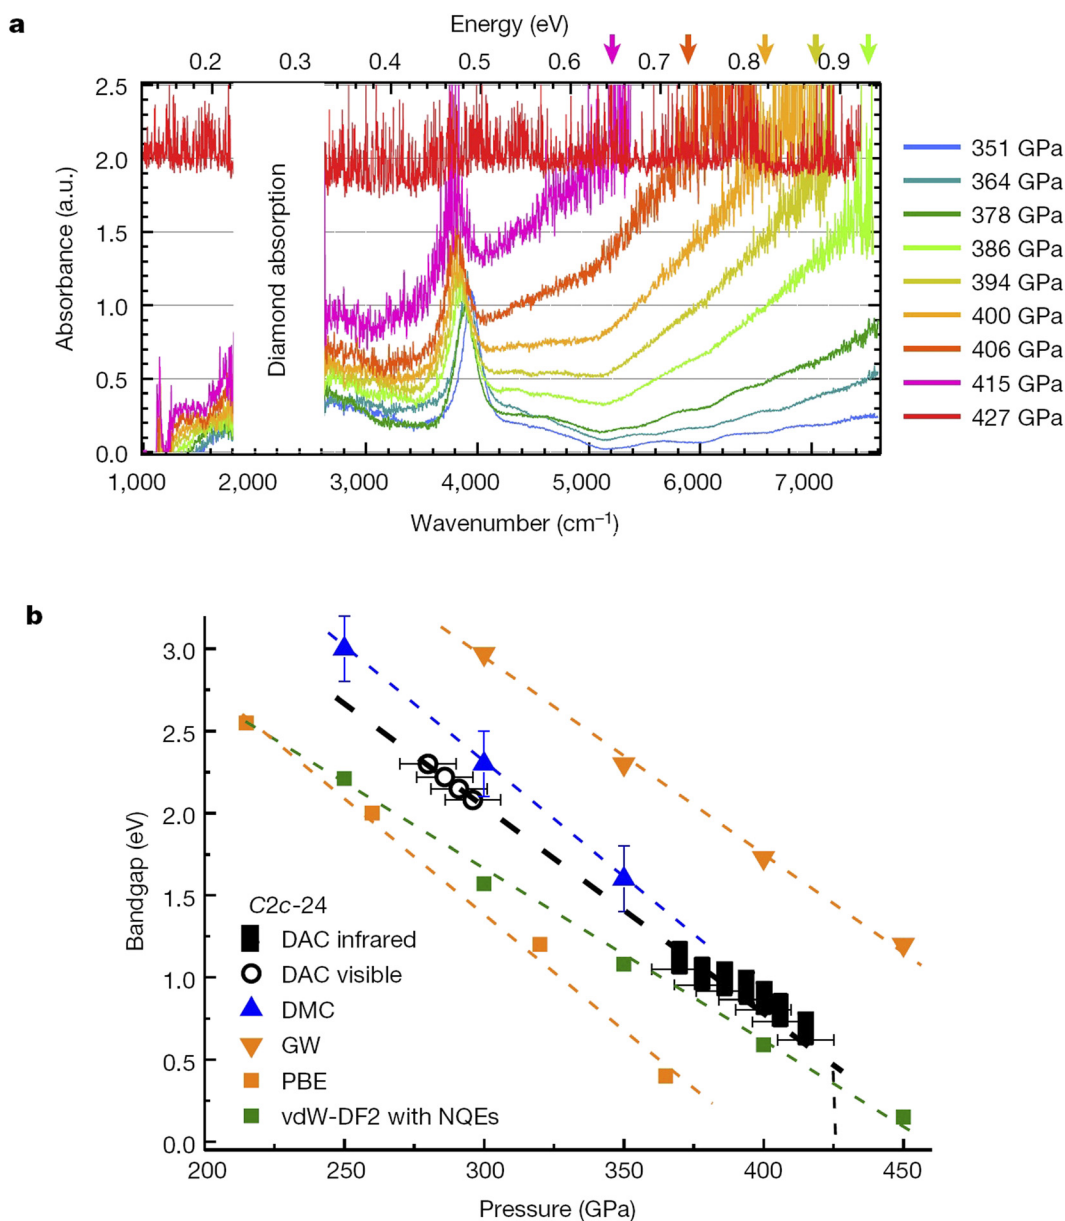 a
Energy (eV)
0.2 0.3 0.4 0.5 0.6 0.7 0.8 0.9
2.5
2.0
1.5
1.0
0.5
0.0
Absorbance (a.u.)
Diamond absorption
1,000 2,000 3,000 4,000 5,000 6,000 7,000
Wavenumber (cm⁻¹)
351 GPa
364 GPa
378 GPa
386 GPa
394 GPa
400 GPa
406 GPa
415 GPa
427 GPa
b
3.0
2.5
2.0
1.5
1.0
0.5
0.0
Bandgap (eV)
C2c-24
DAC infrared
DAC visible
DMC
GW
PBE
vdW-DF2 with NQEs
200 250 300 350 400 450
Pressure (GPa)